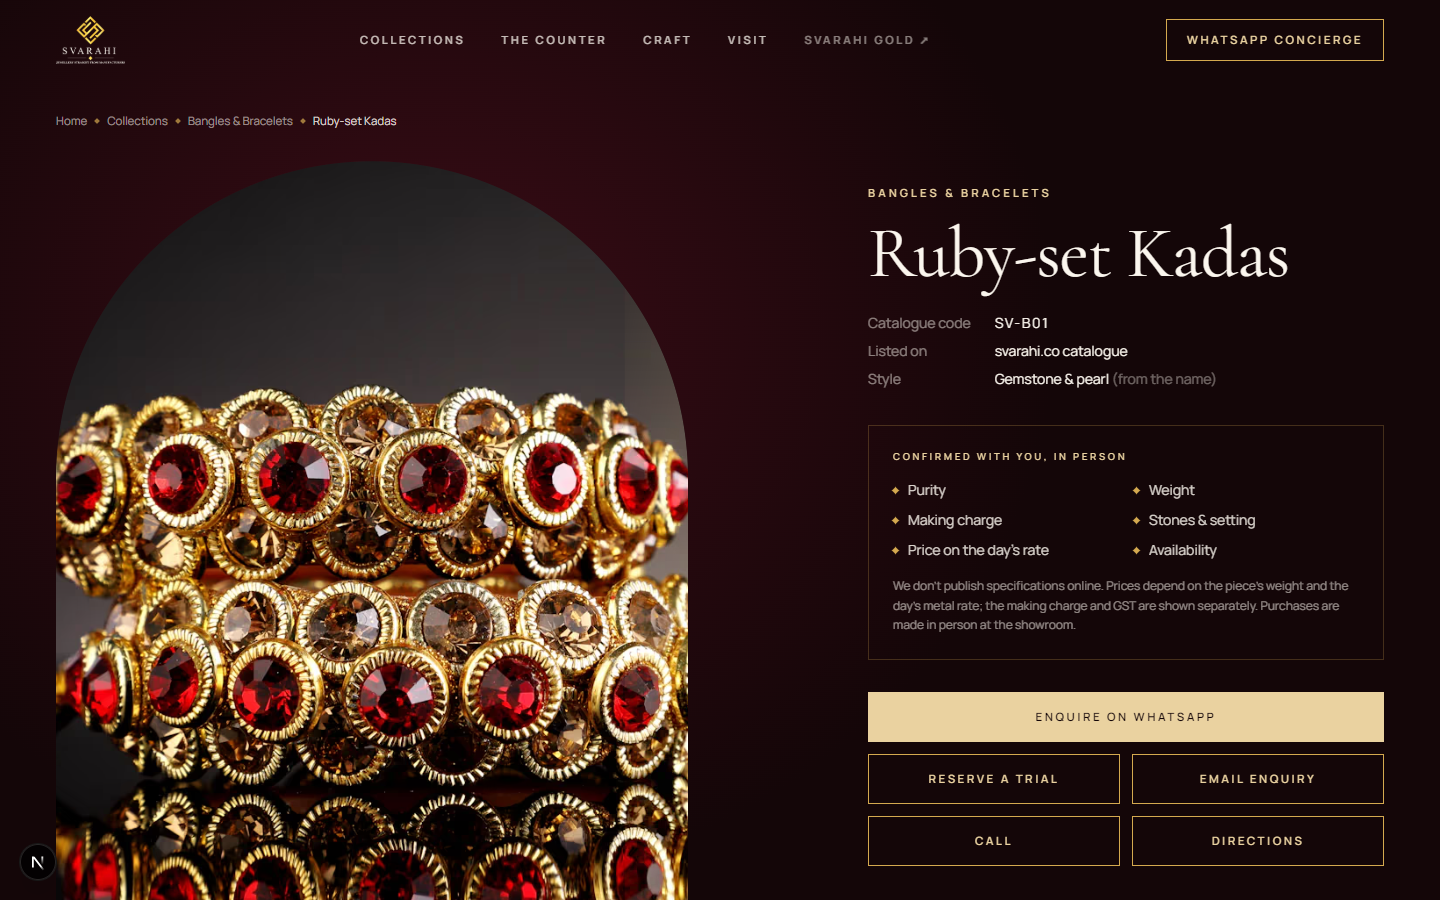 SVARAHI
COLLECTIONS
THE COUNTER
CRAFT
VISIT
SVARAHI GOLD ↗
WHATSAPP CONCIERGE
Home ◆ Collections ◆ Bangles & Bracelets ◆ Ruby-set Kadas
BANGLES & BRACELETS
Ruby-set Kadas
Catalogue code SV-B01
Listed on svarahi.co catalogue
Style Gemstone & pearl (from the name)
CONFIRMED WITH YOU, IN PERSON
Purity
Weight
Making charge
Stones & setting
Price on the day's rate
Availability
We don't publish specifications online. Prices depend on the piece's weight and the
day's metal rate; the making charge and GST are shown separately. Purchases are
made in person at the showroom.
ENQUIRE ON WHATSAPP
RESERVE A TRIAL
EMAIL ENQUIRY
CALL
DIRECTIONS
N